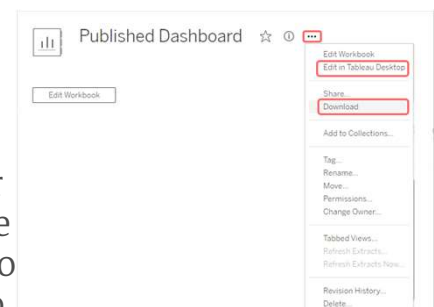 Published Dashboard
Edit Workbook
Edit Workbook
Edit in Tableau Desktop
Share...
Download
Add to Collections...
Tag...
Rename...
Move...
Permissions...
Change Owner...
Tabbed Views...
Refresh Extracts...
Refresh Extracts Now...
Revision History...
Delete...